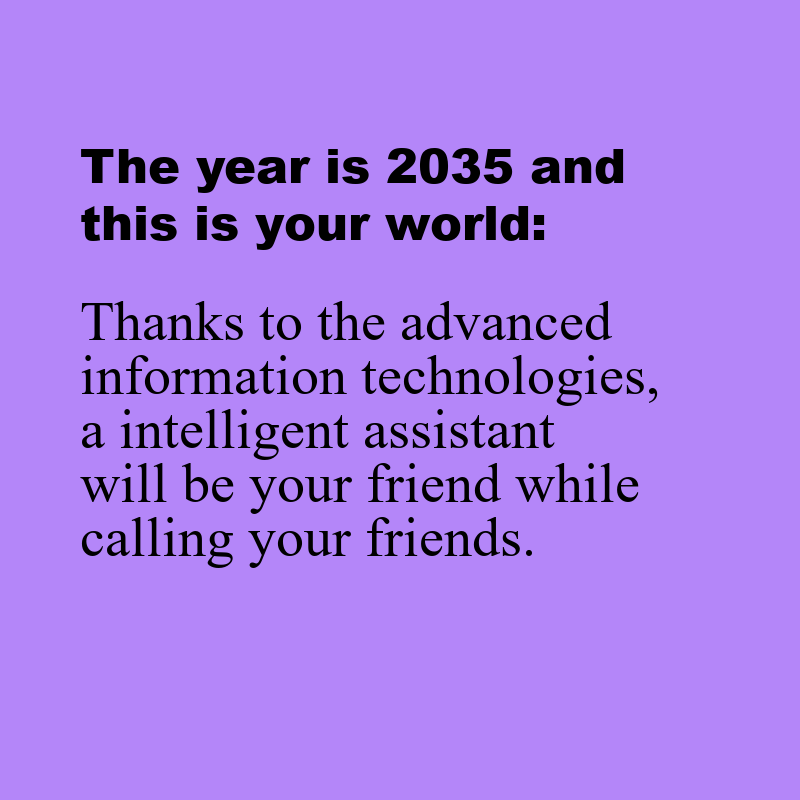 The year is 2035 and
this is your world:
Thanks to the advanced
information technologies,
a intelligent assistant
will be your friend while
calling your friends.